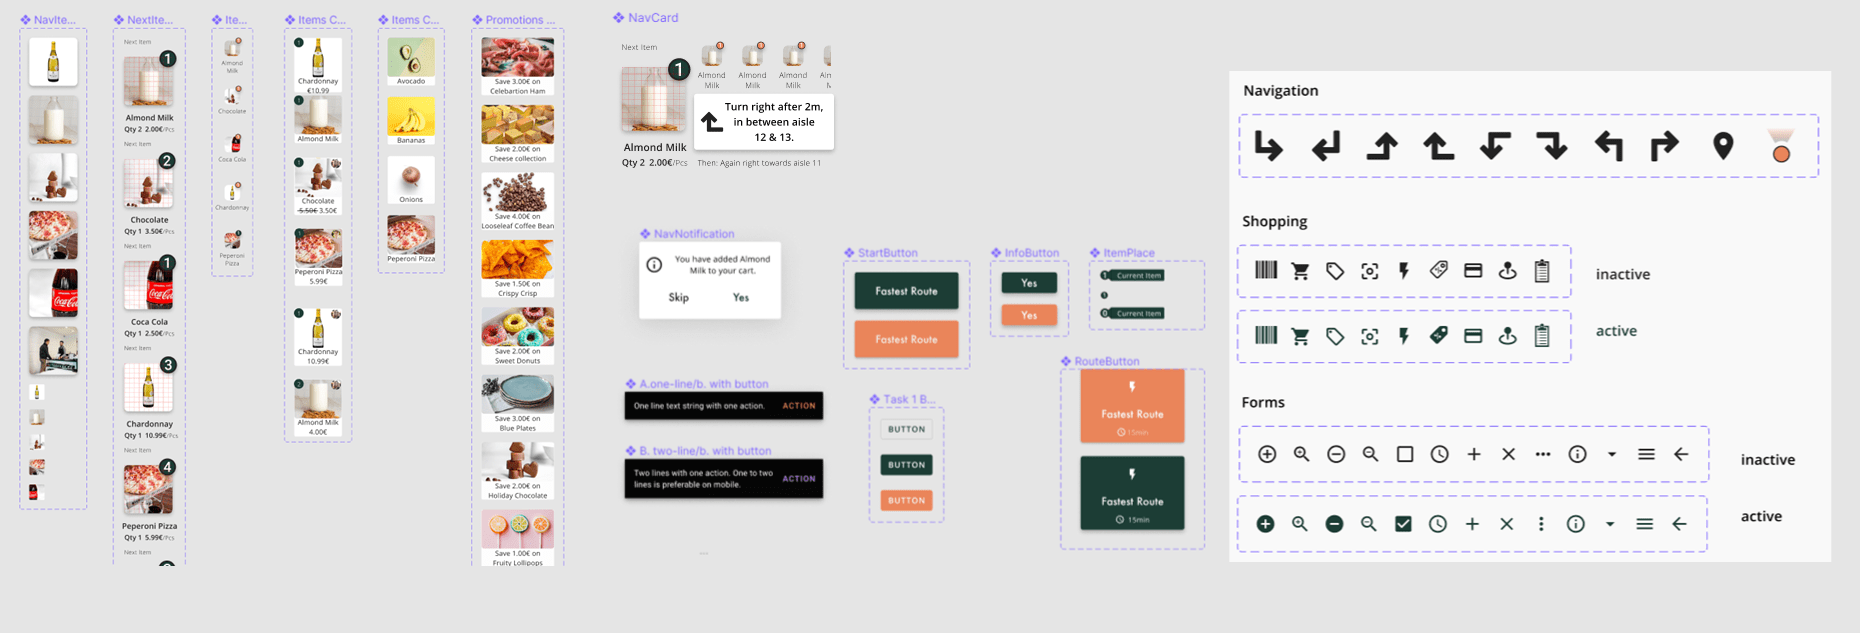 NavIte...
NextIte...
Next Item
1
Almond Milk
Qty 2 2.00€/Pcs
Next Item
2
Chocolate
Qty 1 3.50€/Pcs
Next Item
1
Coca Cola
Qty 1 2.50€/Pcs
Next Item
3
Chardonnay
Qty 1 10.99€/Pcs
Next Item
4
Peperoni Pizza
Qty 1 5.99€/Pcs
Next Item
Ite...
Almond
Milk
Chocolate
Coca Cola
Chardonnay
Peperoni
Pizza
Items C...
Chardonnay
€10.99
Almond Milk
Chocolate
5.50€ 3.50€
Peperoni Pizza
5.99€
Chardonnay
10.99€
Almond Milk
4.00€
Items C...
Avocado
Bananas
Onions
Peperoni Pizza
Promotions ...
Save 3.00€ on
Celebartion Ham
Save 2.00€ on
Cheese collection
Save 4.00€ on
Looseleaf Coffee Bean
Save 1.50€ on
Crispy Crisp
Save 2.00€ on
Sweet Donuts
Save 3.00€ on
Blue Plates
Save 2.00€ on
Holiday Chocolate
Save 1.00€ on
Fruity Lollipops
NavCard
Next Item
1
Almond Milk
Qty 2 2.00€/Pcs
Almond
Milk
Almond
Milk
Almond
Milk
Turn right after 2m,
in between aisle
12 & 13.
Then: Again right towards aisle 11
NavNotification
You have added Almond
Milk to your cart.
Skip Yes
StartButton
Fastest Route
Fastest Route
InfoButton
Yes
Yes
ItemPlace
Current Item
Current Item
A.one-line/b. with button
One line text string with one action. ACTION
B. two-line/b. with button
Two lines with one action. One to two
lines is preferable on mobile.
ACTION
Task 1 B...
BUTTON
BUTTON
BUTTON
RouteButton
Fastest Route
15min
Fastest Route
15min
Navigation
Shopping
inactive
active
Forms
inactive
active